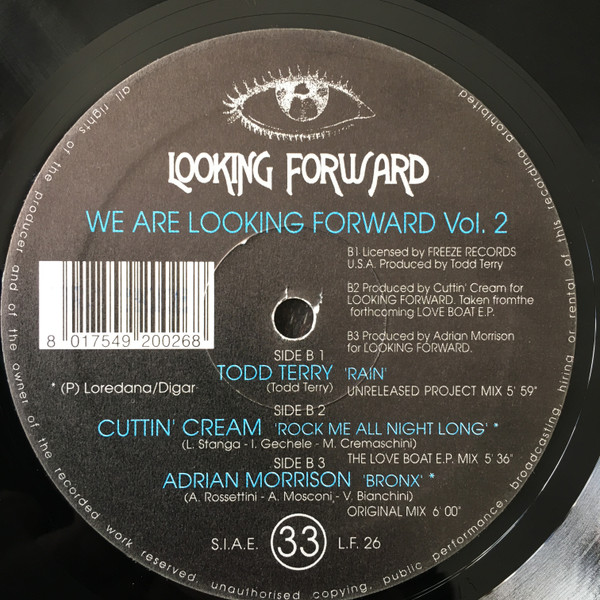 LOOKING FORWARD
WE ARE LOOKING FORWARD Vol. 2
B1 Licensed by FREEZE RECORDS
U.S.A. Produced by Todd Terry
B2 Produced by Cuttin' Cream for
LOOKING FORWARD. Taken fromthe
forthcoming LOVE BOAT E.P.
B3 Produced by Adrian Morrison
for LOOKING FORWARD.
8 017549 200268
* (P) Loredana/Digar
SIDE B 1
TODD TERRY 'RAIN'
(Todd Terry) UNRELEASED PROJECT MIX 5' 59"
SIDE B 2
CUTTIN' CREAM 'ROCK ME ALL NIGHT LONG' *
(L. Stanga - I. Gechele - M. Cremaschini)
THE LOVE BOAT E.P. MIX 5' 36"
SIDE B 3
ADRIAN MORRISON 'BRONX' *
(A. Rossettini - A. Mosconi - V. Bianchini)
ORIGINAL MIX 6' 00"
S.I.A.E. 33 L.F. 26
all rights of the producer and of the owner of the recorded work reserved. unauthorised copying, public performance, broadcasting hiring or rental of this recording prohibited